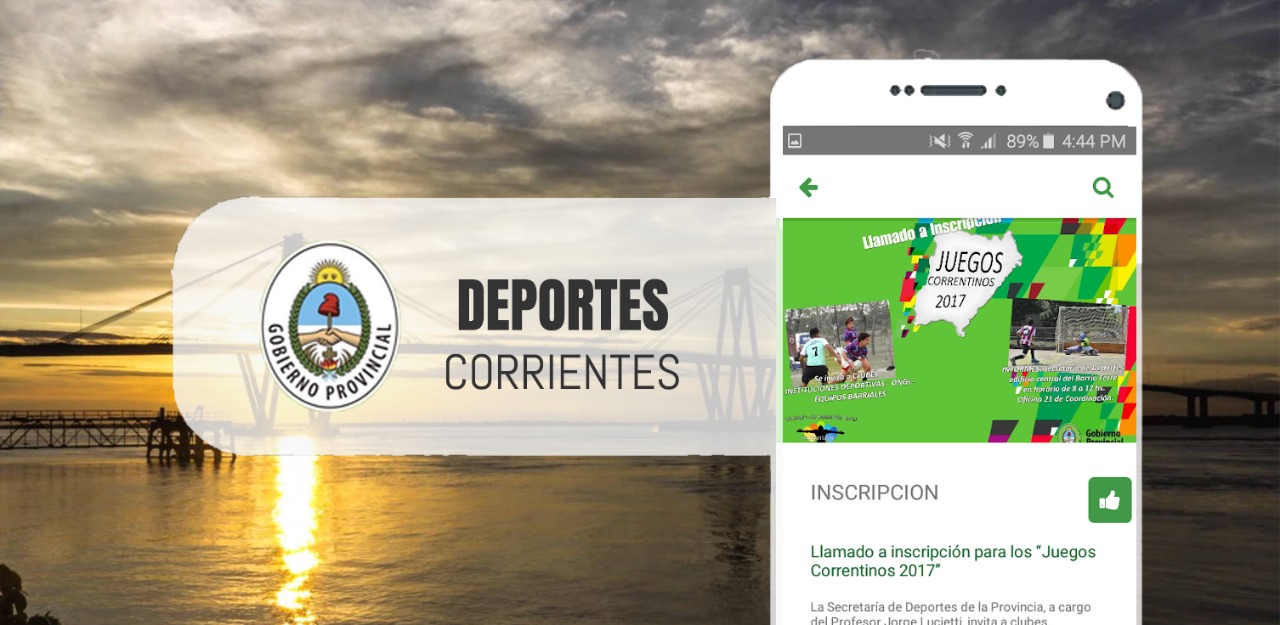 GOBIERNO PROVINCIAL
DEPORTES
CORRIENTES
89% 4:44 PM
Llamado a Inscripción
JUEGOS
CORRENTINOS
2017
7
Se invita a CLUBES
INSTITUCIONES DEPORTIVAS - ONGs -
EQUIPOS BARRIALES
INFORMES: Secretaría de Deportes
edificio central del Barrio Ferré
en horario de 8 a 12 hs.
Oficina 21 de Coordinación.
Gobierno
Provincial
INSCRIPCION
Llamado a inscripción para los "Juegos
Correntinos 2017"
La Secretaría de Deportes de la Provincia, a cargo
del Profesor Jorge Lucietti, invita a clubes